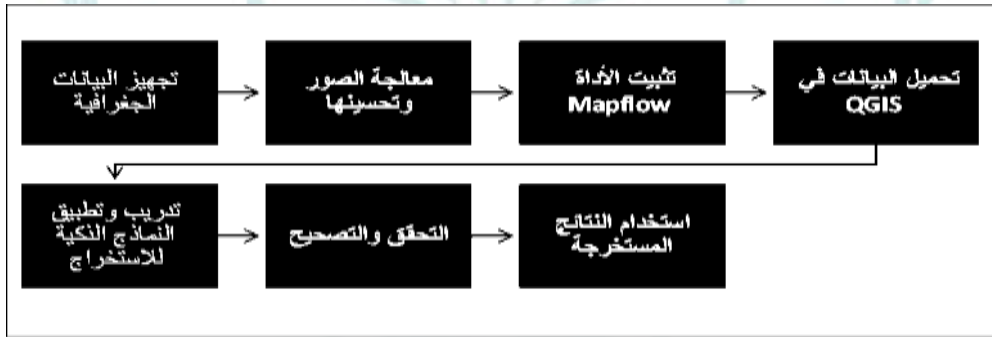 تجهيز البيانات
الجغرافية
معالجة الصور
وتحسينها
تثبيت الأداة
Mapflow
تحميل البيانات في
QGIS
تدريب وتطبيق
النماذج الذكية
للاستخراج
التحقق والتصحيح
استخدام النتائج
المستخرجة